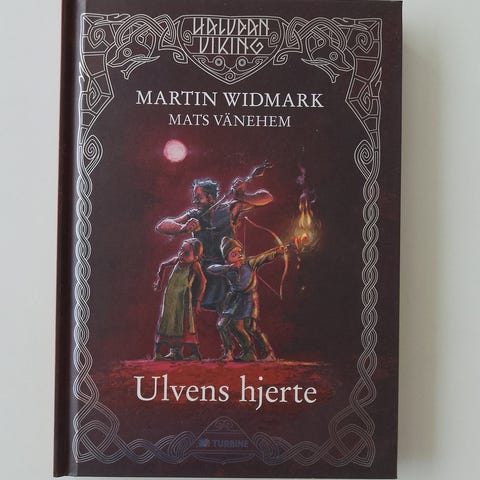 HALVDAN
VIKING
MARTIN WIDMARK
MATS VÄNEHEM
Ulvens hjerte
TURBINE